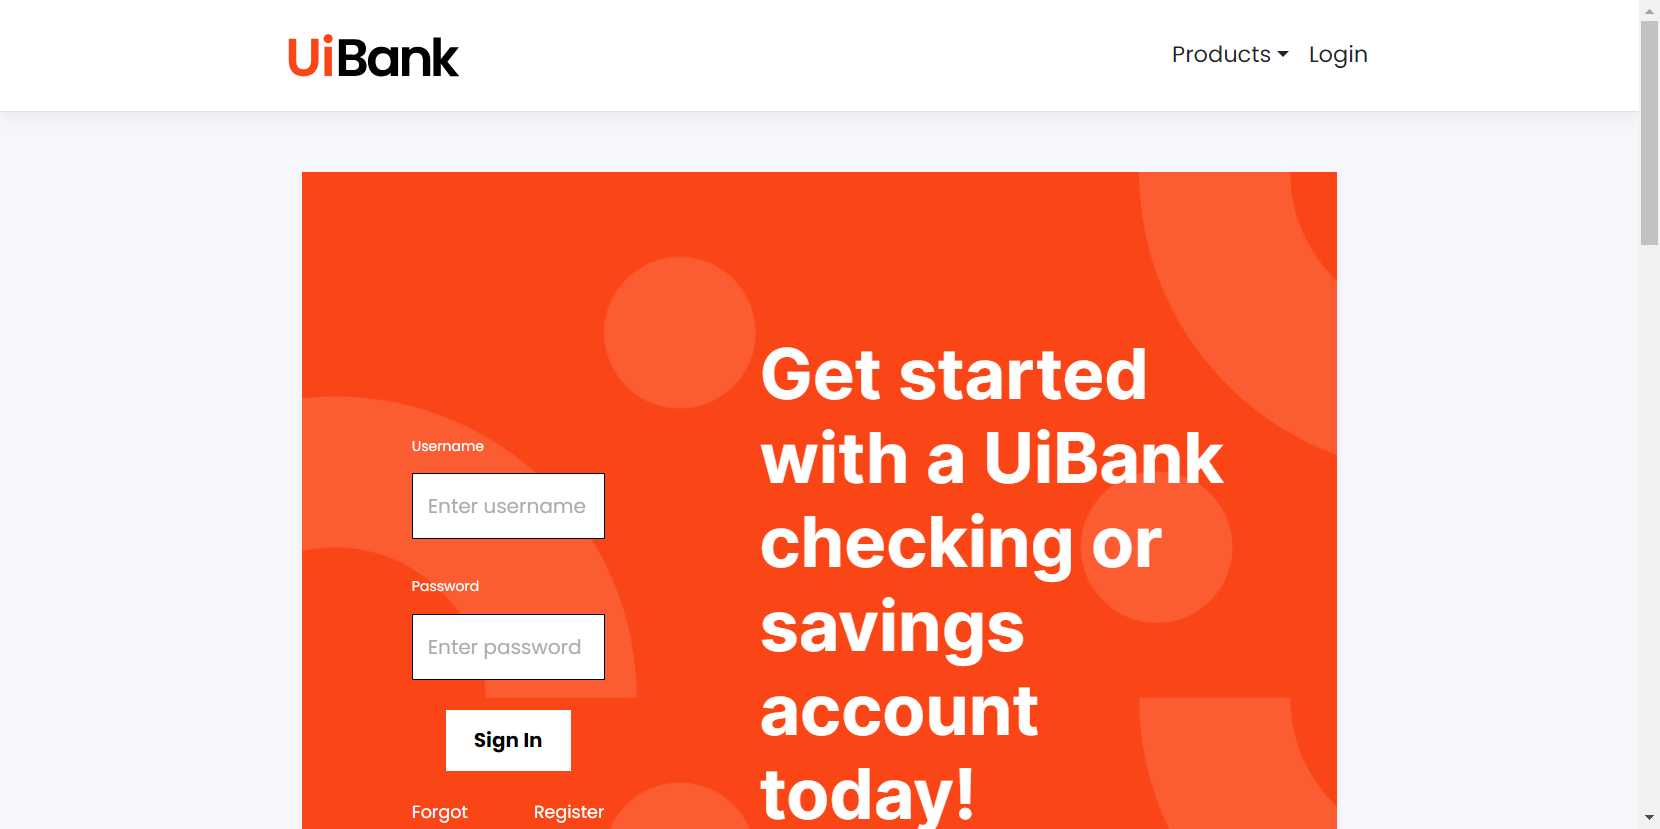 UiBank
Products
Login
Username
Enter username
Password
Enter password
Sign In
Forgot
Register
Get started
with a UiBank
checking or
savings
account
today!